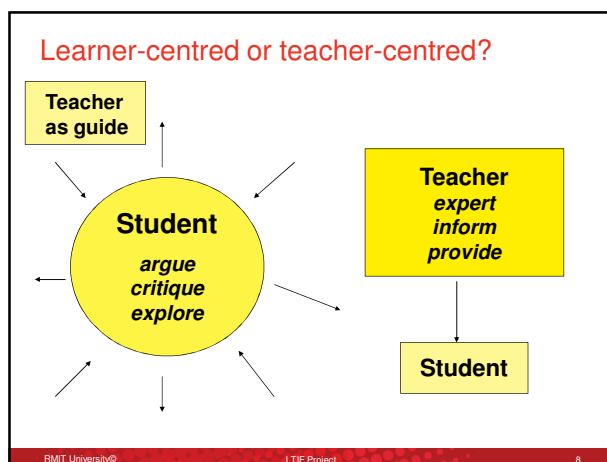 Learner-centred or teacher-centred?
Teacher
as guide
Student
argue
critique
explore
Teacher
expert
inform
provide
Student
RMIT University©
LTIF Project
8